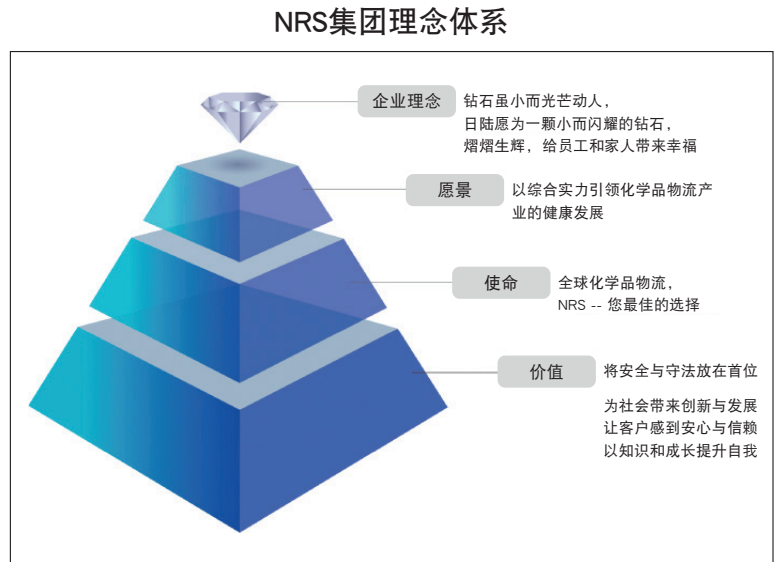 NRS集团理念体系
企业理念
钻石虽小而光芒动人，
日陆愿为一颗小而闪耀的钻石，
熠熠生辉，给员工和家人带来幸福
愿景
以综合实力引领化学品物流产
业的健康发展
使命
全球化学品物流，
NRS -- 您最佳的选择
价值
将安全与守法放在首位
为社会带来创新与发展
让客户感到安心与信赖
以知识和成长提升自我